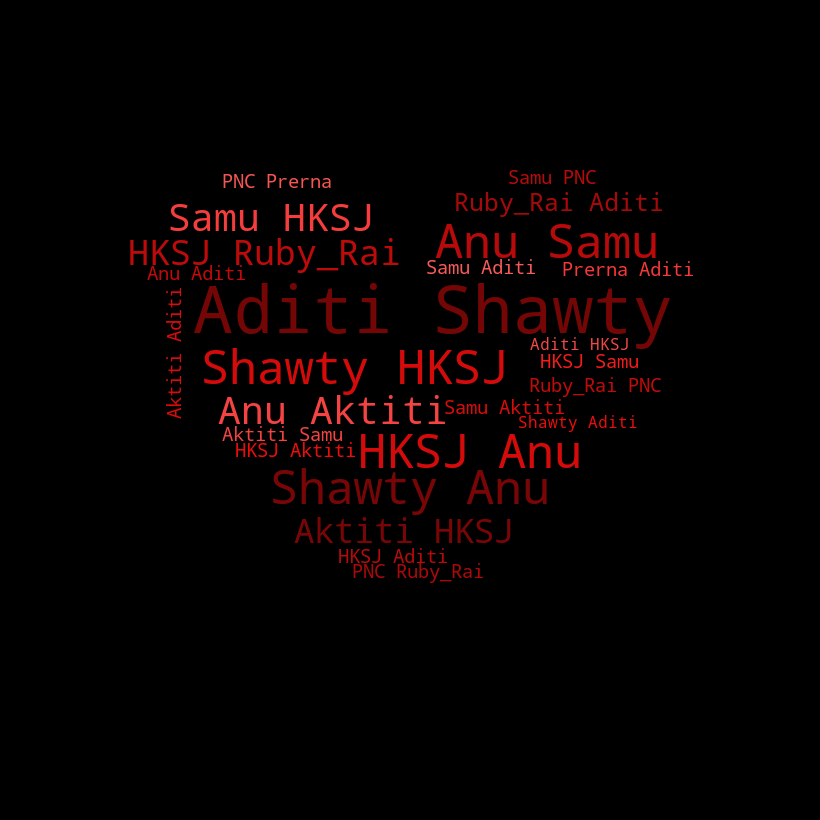 PNC Prerna
Samu PNC
Ruby_Rai Aditi
Samu HKSJ
Anu Samu
HKSJ Ruby_Rai
Samu Aditi
Prerna Aditi
Anu Aditi
Aditi Shawty
Aktiti Aditi
Aditi HKSJ
HKSJ Samu
Shawty HKSJ
Ruby_Rai PNC
Anu Aktiti
Samu Aktiti
Shawty Aditi
Aktiti Samu
HKSJ Aktiti
HKSJ Anu
Shawty Anu
Aktiti HKSJ
HKSJ Aditi
PNC Ruby_Rai